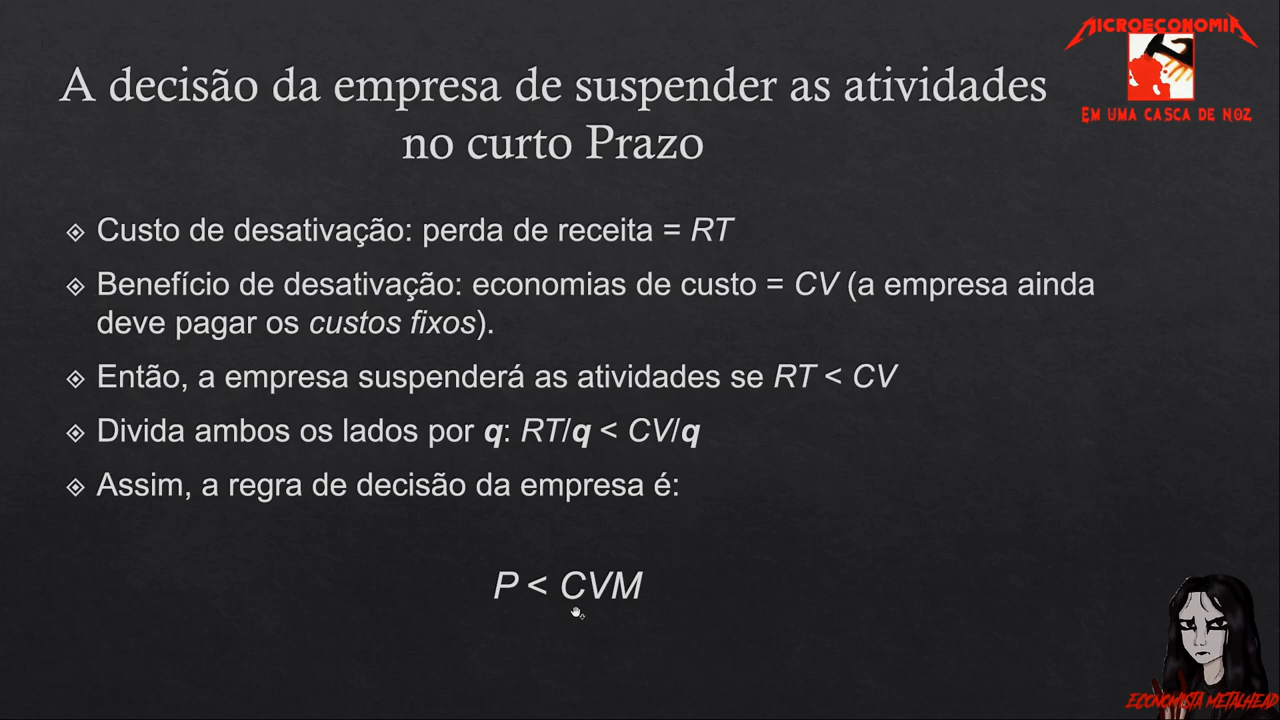 MICROECONOMIA
EM UMA CASCA DE NOZ
A decisão da empresa de suspender as atividades
no curto Prazo
Custo de desativação: perda de receita = RT
Benefício de desativação: economias de custo = CV (a empresa ainda
deve pagar os custos fixos).
Então, a empresa suspenderá as atividades se RT < CV
Divida ambos os lados por q: RT/q < CV/q
Assim, a regra de decisão da empresa é:
P < CVM
ECONOMISTA METALHEAD